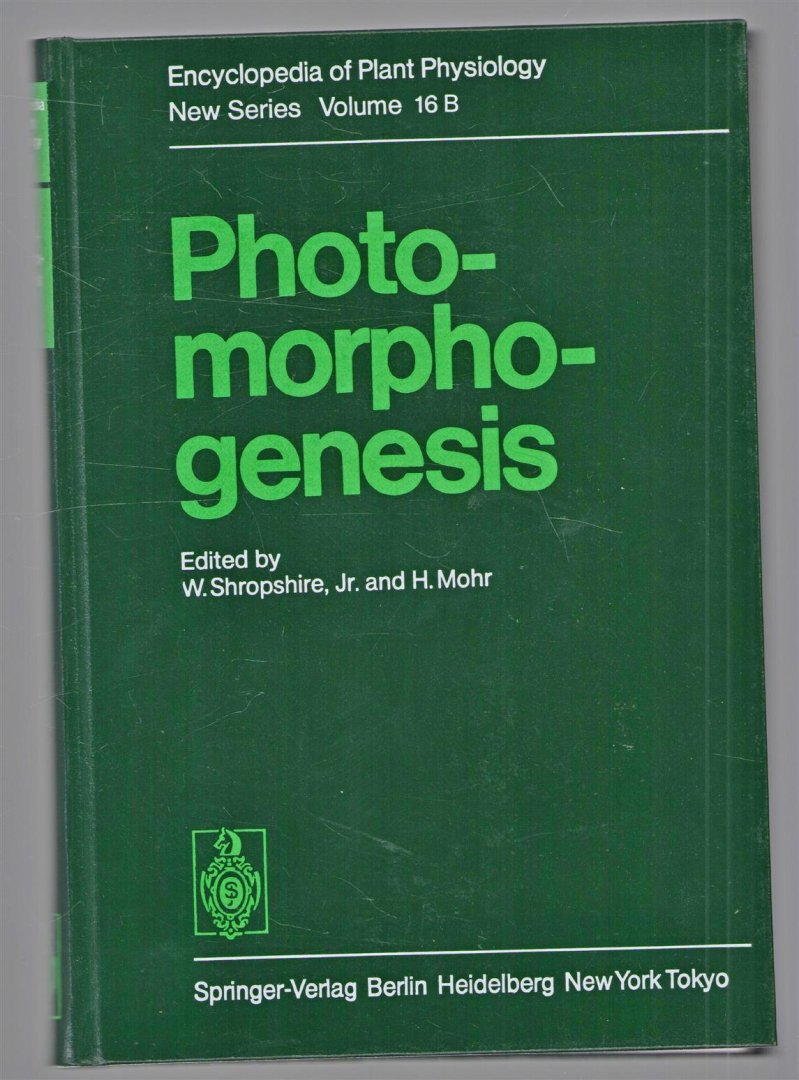 Encyclopedia of Plant Physiology
New Series Volume 16 B
Photo-
morpho-
genesis
Edited by
W. Shropshire, Jr. and H. Mohr
S
Springer-Verlag Berlin Heidelberg New York Tokyo